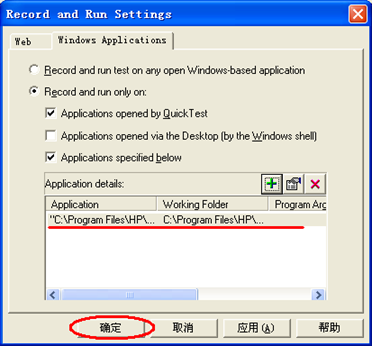 Record and Run Settings
Web Windows Applications
Record and run test on any open Windows-based application
Record and run only on:
Applications opened by QuickTest
Applications opened via the Desktop (by the Windows shell)
Applications specified below
Application details:
Application Working Folder Program Arg
"C:\Program Files\HP\... C:\Program Files\HP\...
确定 取消 应用(A) 帮助